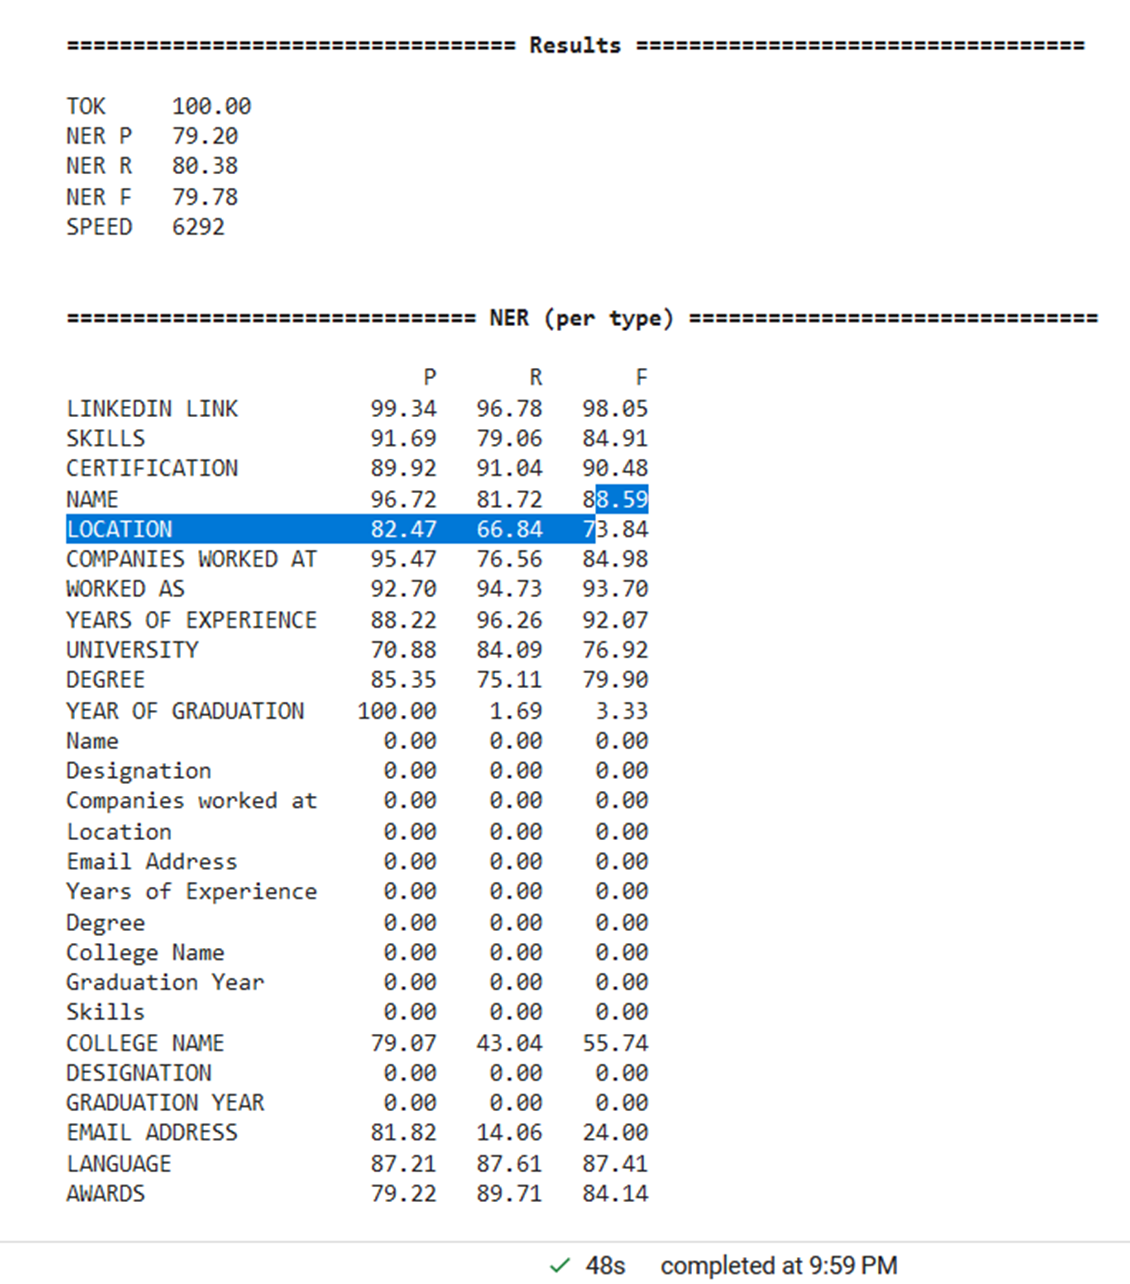 ================================== Results ==================================
TOK 100.00
NER P 79.20
NER R 80.38
NER F 79.78
SPEED 6292
=============================== NER (per type) ===============================
P R F
LINKEDIN LINK 99.34 96.78 98.05
SKILLS 91.69 79.06 84.91
CERTIFICATION 89.92 91.04 90.48
NAME 96.72 81.72 88.59
LOCATION 82.47 66.84 73.84
COMPANIES WORKED AT 95.47 76.56 84.98
WORKED AS 92.70 94.73 93.70
YEARS OF EXPERIENCE 88.22 96.26 92.07
UNIVERSITY 70.88 84.09 76.92
DEGREE 85.35 75.11 79.90
YEAR OF GRADUATION 100.00 1.69 3.33
Name 0.00 0.00 0.00
Designation 0.00 0.00 0.00
Companies worked at 0.00 0.00 0.00
Location 0.00 0.00 0.00
Email Address 0.00 0.00 0.00
Years of Experience 0.00 0.00 0.00
Degree 0.00 0.00 0.00
College Name 0.00 0.00 0.00
Graduation Year 0.00 0.00 0.00
Skills 0.00 0.00 0.00
COLLEGE NAME 79.07 43.04 55.74
DESIGNATION 0.00 0.00 0.00
GRADUATION YEAR 0.00 0.00 0.00
EMAIL ADDRESS 81.82 14.06 24.00
LANGUAGE 87.21 87.61 87.41
AWARDS 79.22 89.71 84.14
✓ 48s completed at 9:59 PM